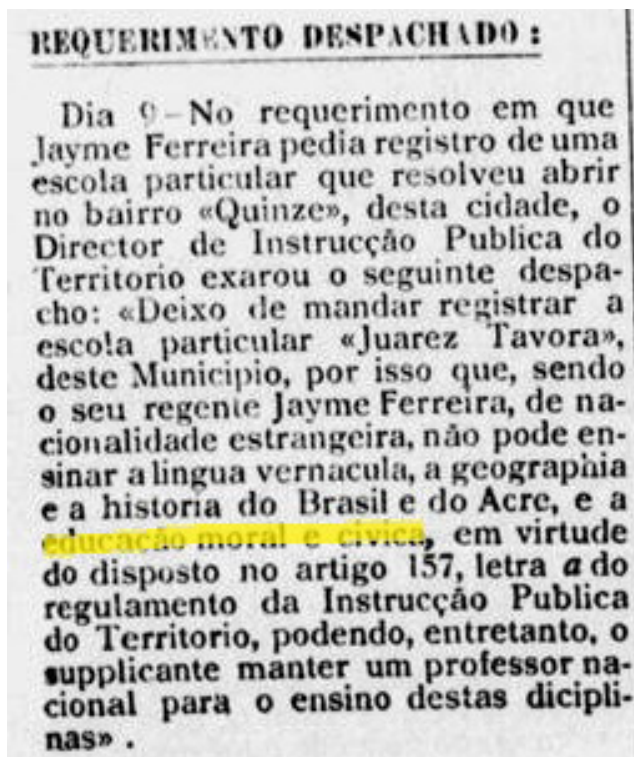 REQUERIMENTO DESPACHADO:
Dia 9-No requerimento em que
Jayme Ferreira pedia registro de uma
escola particular que resolveu abrir
no bairro «Quinze», desta cidade, o
Director de Instrucção Publica do
Territorio exarou o seguinte despa-
cho: «Deixo de mandar registrar a
escola particular «Juarez Tavora»,
deste Municipio, por isso que, sendo
o seu regente Jayme Ferreira, de na-
cionalidade estrangeira, não pode en-
sinar a lingua vernacula, a geographia
e a historia do Brasil e do Acre, e a
educação moral e civica, em virtude
do disposto no artigo 157, letra a do
regulamento da Instrucção Publica
do Territorio, podendo, entretanto, o
supplicante manter um professor na-
cional para o ensino destas dicipli-
nas».